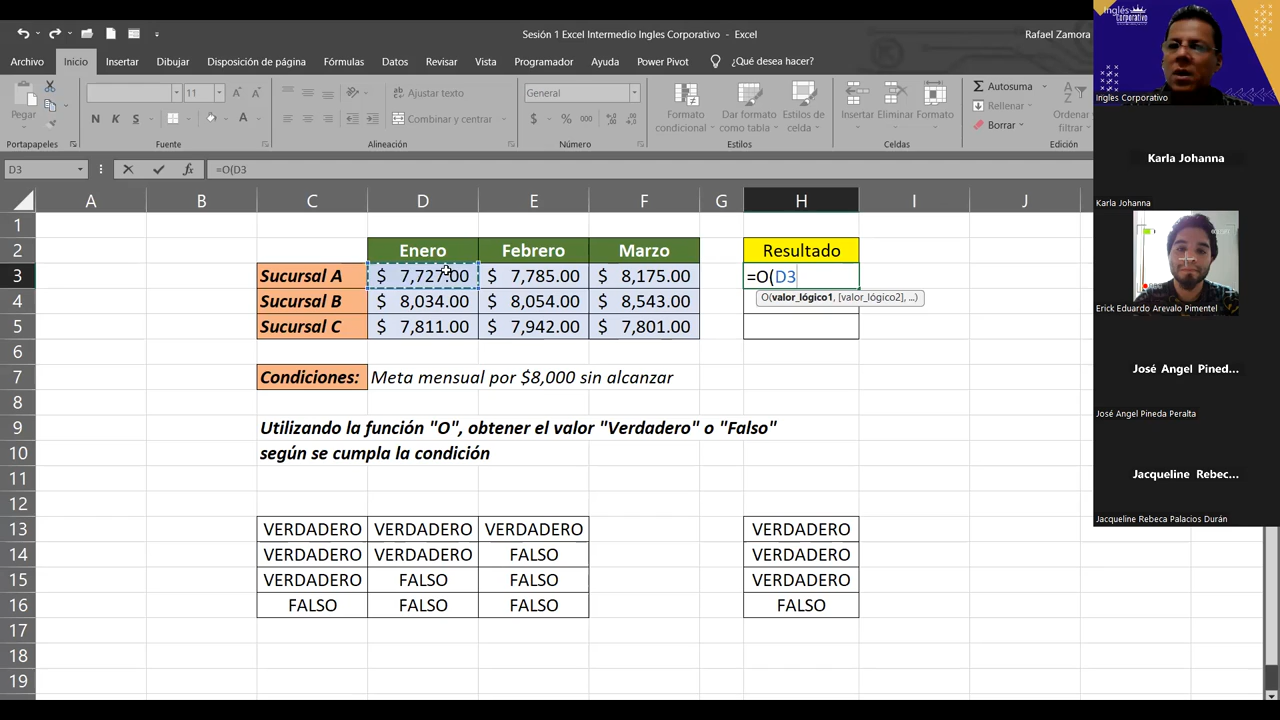 Sesión 1 Excel Intermedio Ingles Corporativo - Excel
Rafael Zamora
Archivo Inicio Insertar Dibujar Disposición de página Fórmulas Datos Revisar Vista Programador Ayuda Power Pivot ¿Qué desea hacer?
Pegar
11
N K S
Ajustar texto
Combinar y centrar
General
$ % 000
Formato condicional
Dar formato como tabla
Estilos de celda
Insertar Eliminar Formato
Autosuma
Rellenar
Borrar
Ordenar filtrar
Portapapeles Fuente Alineación Número Estilos Celdas Edición
D3 fx =O(D3
A B C D E F G H I J
1
2 Enero Febrero Marzo Resultado
3 Sucursal A $ 7,727.00 $ 7,785.00 $ 8,175.00 =O(D3
O(valor_lógico1, [valor_lógico2], ...)
4 Sucursal B $ 8,034.00 $ 8,054.00 $ 8,543.00
5 Sucursal C $ 7,811.00 $ 7,942.00 $ 7,801.00
6
7 Condiciones: Meta mensual por $8,000 sin alcanzar
8
9 Utilizando la función "O", obtener el valor "Verdadero" o "Falso"
10 según se cumpla la condición
11
12
13 VERDADERO VERDADERO VERDADERO VERDADERO
14 VERDADERO VERDADERO FALSO VERDADERO
15 VERDADERO FALSO FALSO VERDADERO
16 FALSO FALSO FALSO FALSO
17
18
19
Inglés
Corporativo
Ingles Corporativo
Karla Johanna
Karla Johanna
Erick Eduardo Arevalo Pimentel
José Angel Pined...
José Angel Pineda Peralta
Jacqueline Rebec...
Jacqueline Rebeca Palacios Durán